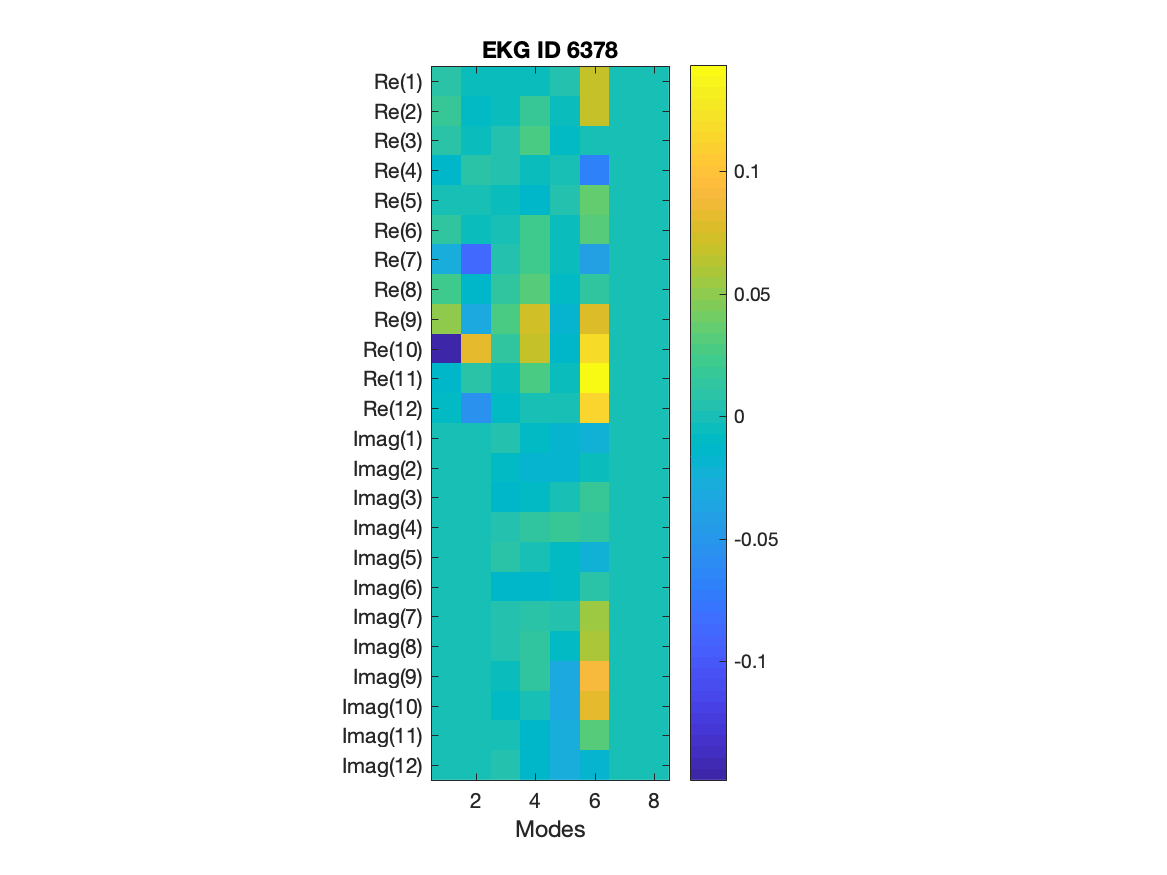 EKG ID 6378
Re(1)
Re(2)
Re(3)
Re(4)
Re(5)
Re(6)
Re(7)
Re(8)
Re(9)
Re(10)
Re(11)
Re(12)
Imag(1)
Imag(2)
Imag(3)
Imag(4)
Imag(5)
Imag(6)
Imag(7)
Imag(8)
Imag(9)
Imag(10)
Imag(11)
Imag(12)
2 4 6 8
Modes
0.1
0.05
0
-0.05
-0.1